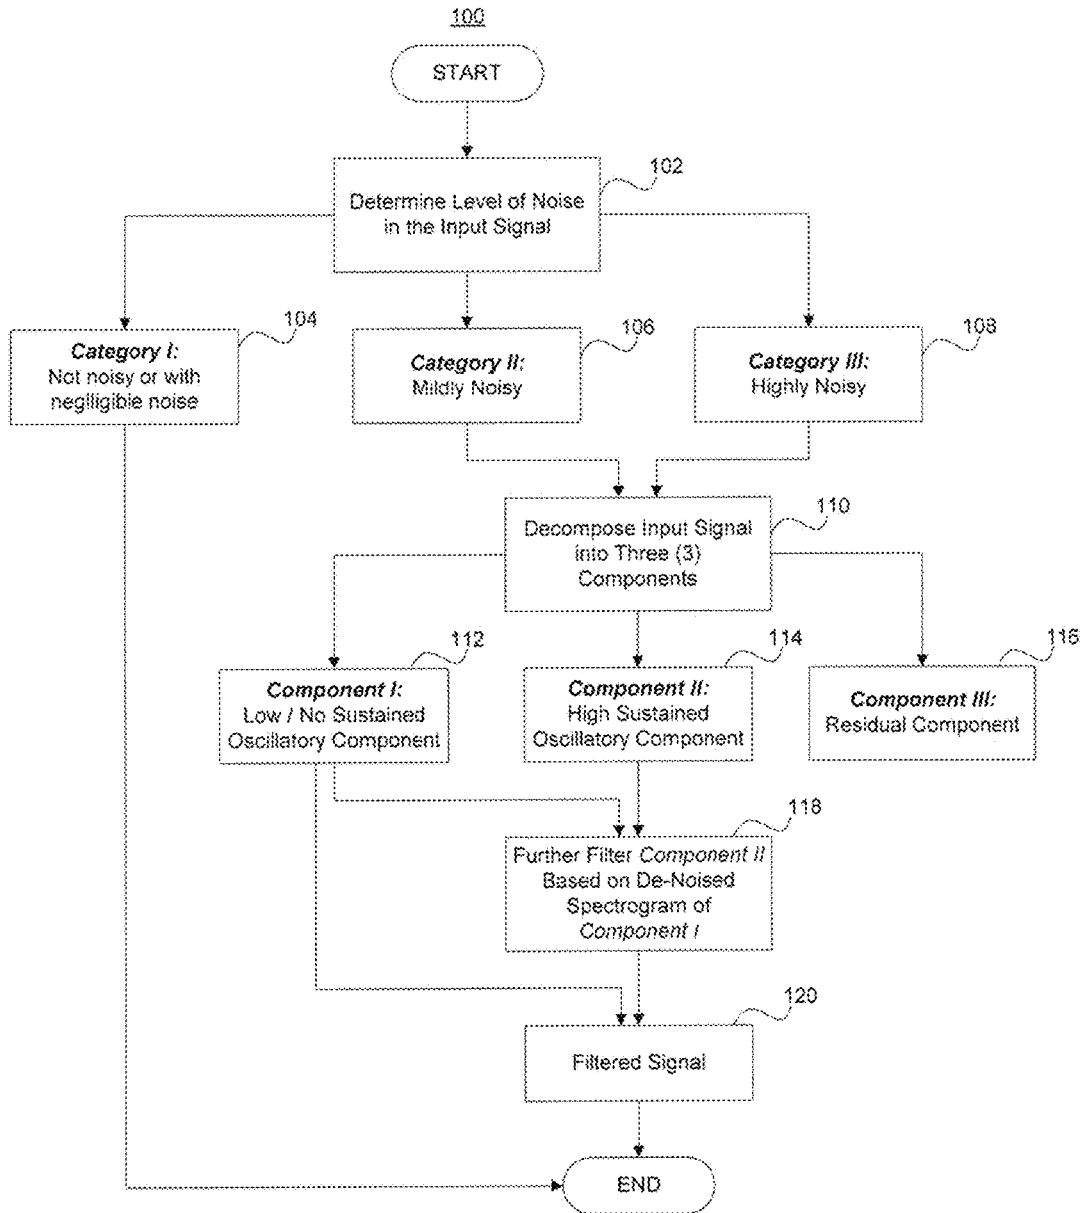 100
START
102
Determine Level of Noise
in the Input Signal
104
Category I:
Not noisy or with
negliligible noise
106
Category II:
Mildly Noisy
108
Category III:
Highly Noisy
110
Decompose Input Signal
into Three (3)
Components
112
Component I:
Low / No Sustained
Oscillatory Component
114
Component II:
High Sustained
Oscillatory Component
116
Component III:
Residual Component
118
Further Filter Component II
Based on De-Noised
Spectrogram of
Component I
120
Filtered Signal
END